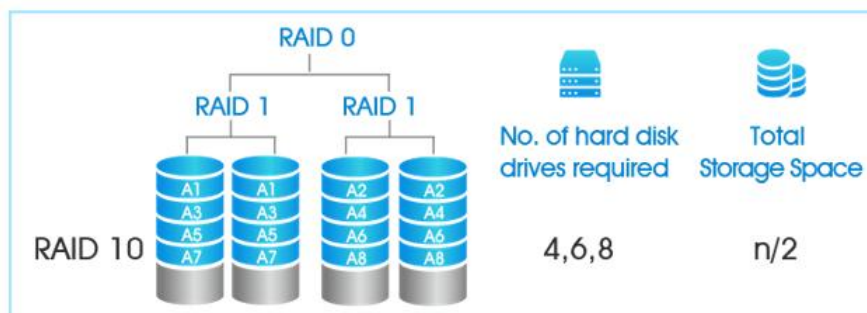 RAID 0
RAID 1 RAID 1
No. of hard disk
drives required
Total
Storage Space
A1 A1 A2 A2
A3 A3 A4 A4
A5 A5 A6 A6
A7 A7 A8 A8
RAID 10
4,6,8
n/2